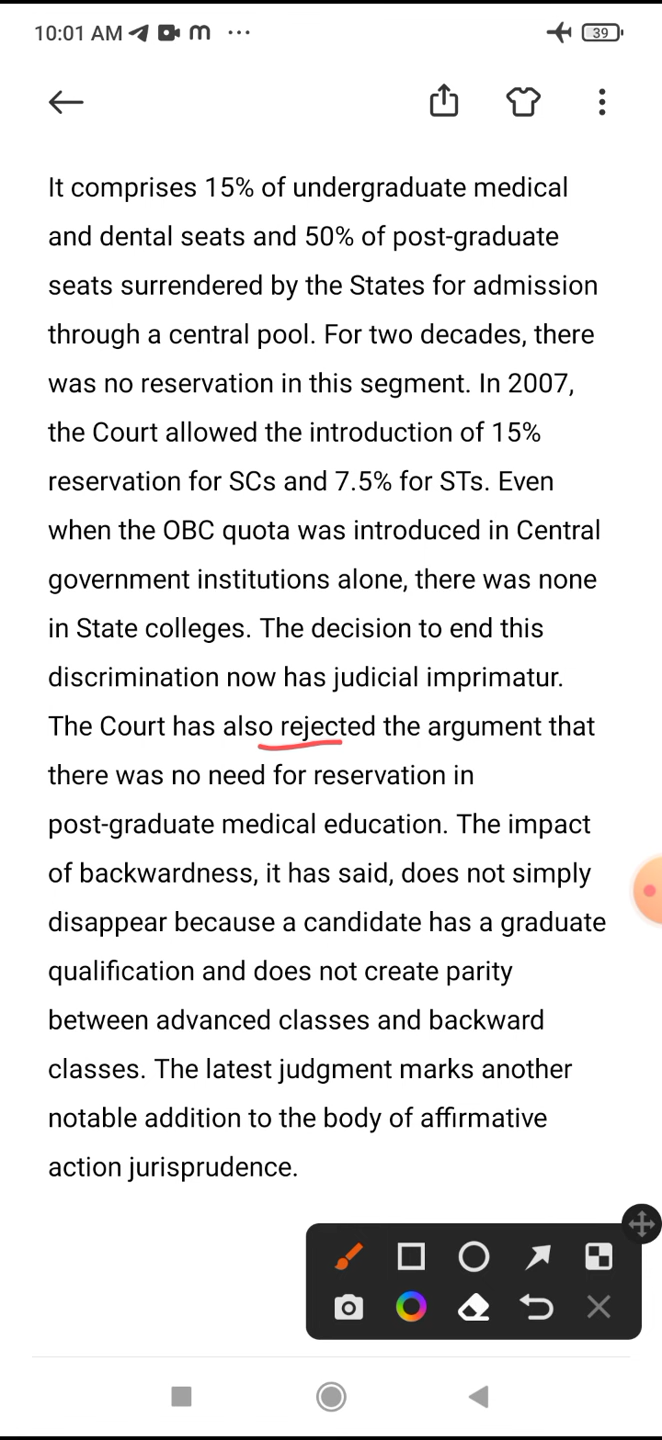 10:01 AM m ... 39
It comprises 15% of undergraduate medical
and dental seats and 50% of post-graduate
seats surrendered by the States for admission
through a central pool. For two decades, there
was no reservation in this segment. In 2007,
the Court allowed the introduction of 15%
reservation for SCs and 7.5% for STs. Even
when the OBC quota was introduced in Central
government institutions alone, there was none
in State colleges. The decision to end this
discrimination now has judicial imprimatur.
The Court has also rejected the argument that
there was no need for reservation in
post-graduate medical education. The impact
of backwardness, it has said, does not simply
disappear because a candidate has a graduate
qualification and does not create parity
between advanced classes and backward
classes. The latest judgment marks another
notable addition to the body of affirmative
action jurisprudence.